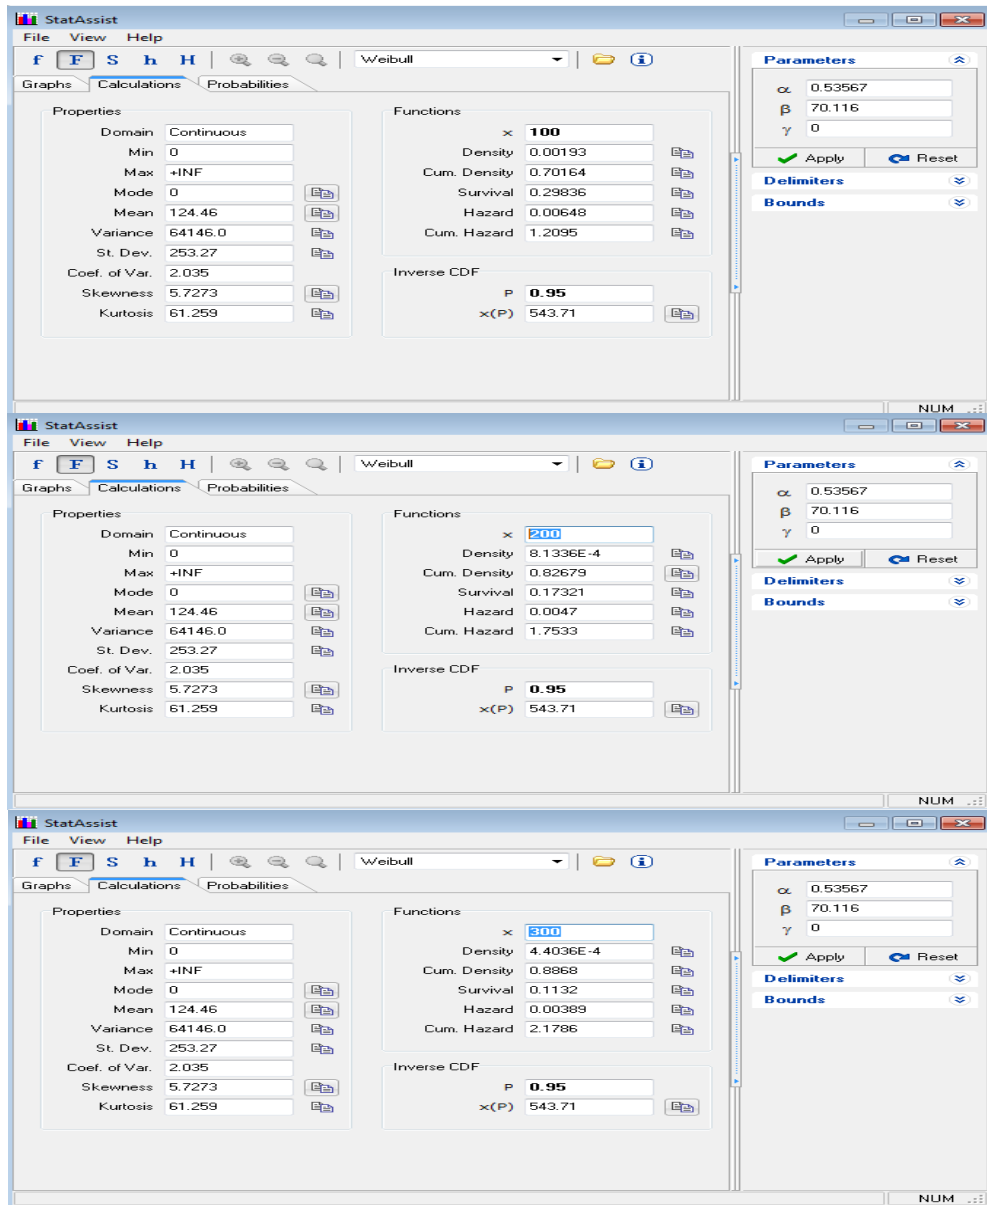 StatAssist
File View Help
f F S h H Weibull
Graphs Calculations Probabilities
Properties
Domain Continuous
Min 0
Max +INF
Mode 0
Mean 124.46
Variance 64146.0
St. Dev. 253.27
Coef. of Var. 2.035
Skewness 5.7273
Kurtosis 61.259
Functions
x 100
Density 0.00193
Cum. Density 0.70164
Survival 0.29836
Hazard 0.00648
Cum. Hazard 1.2095
Inverse CDF
P 0.95
x(P) 543.71
Parameters
α 0.53567
β 70.116
γ 0
Apply Reset
Delimiters
Bounds
NUM
StatAssist
File View Help
f F S h H Weibull
Graphs Calculations Probabilities
Properties
Domain Continuous
Min 0
Max +INF
Mode 0
Mean 124.46
Variance 64146.0
St. Dev. 253.27
Coef. of Var. 2.035
Skewness 5.7273
Kurtosis 61.259
Functions
x 200
Density 8.1336E-4
Cum. Density 0.82679
Survival 0.17321
Hazard 0.0047
Cum. Hazard 1.7533
Inverse CDF
P 0.95
x(P) 543.71
Parameters
α 0.53567
β 70.116
γ 0
Apply Reset
Delimiters
Bounds
NUM
StatAssist
File View Help
f F S h H Weibull
Graphs Calculations Probabilities
Properties
Domain Continuous
Min 0
Max +INF
Mode 0
Mean 124.46
Variance 64146.0
St. Dev. 253.27
Coef. of Var. 2.035
Skewness 5.7273
Kurtosis 61.259
Functions
x 300
Density 4.4036E-4
Cum. Density 0.8868
Survival 0.1132
Hazard 0.00389
Cum. Hazard 2.1786
Inverse CDF
P 0.95
x(P) 543.71
Parameters
α 0.53567
β 70.116
γ 0
Apply Reset
Delimiters
Bounds
NUM